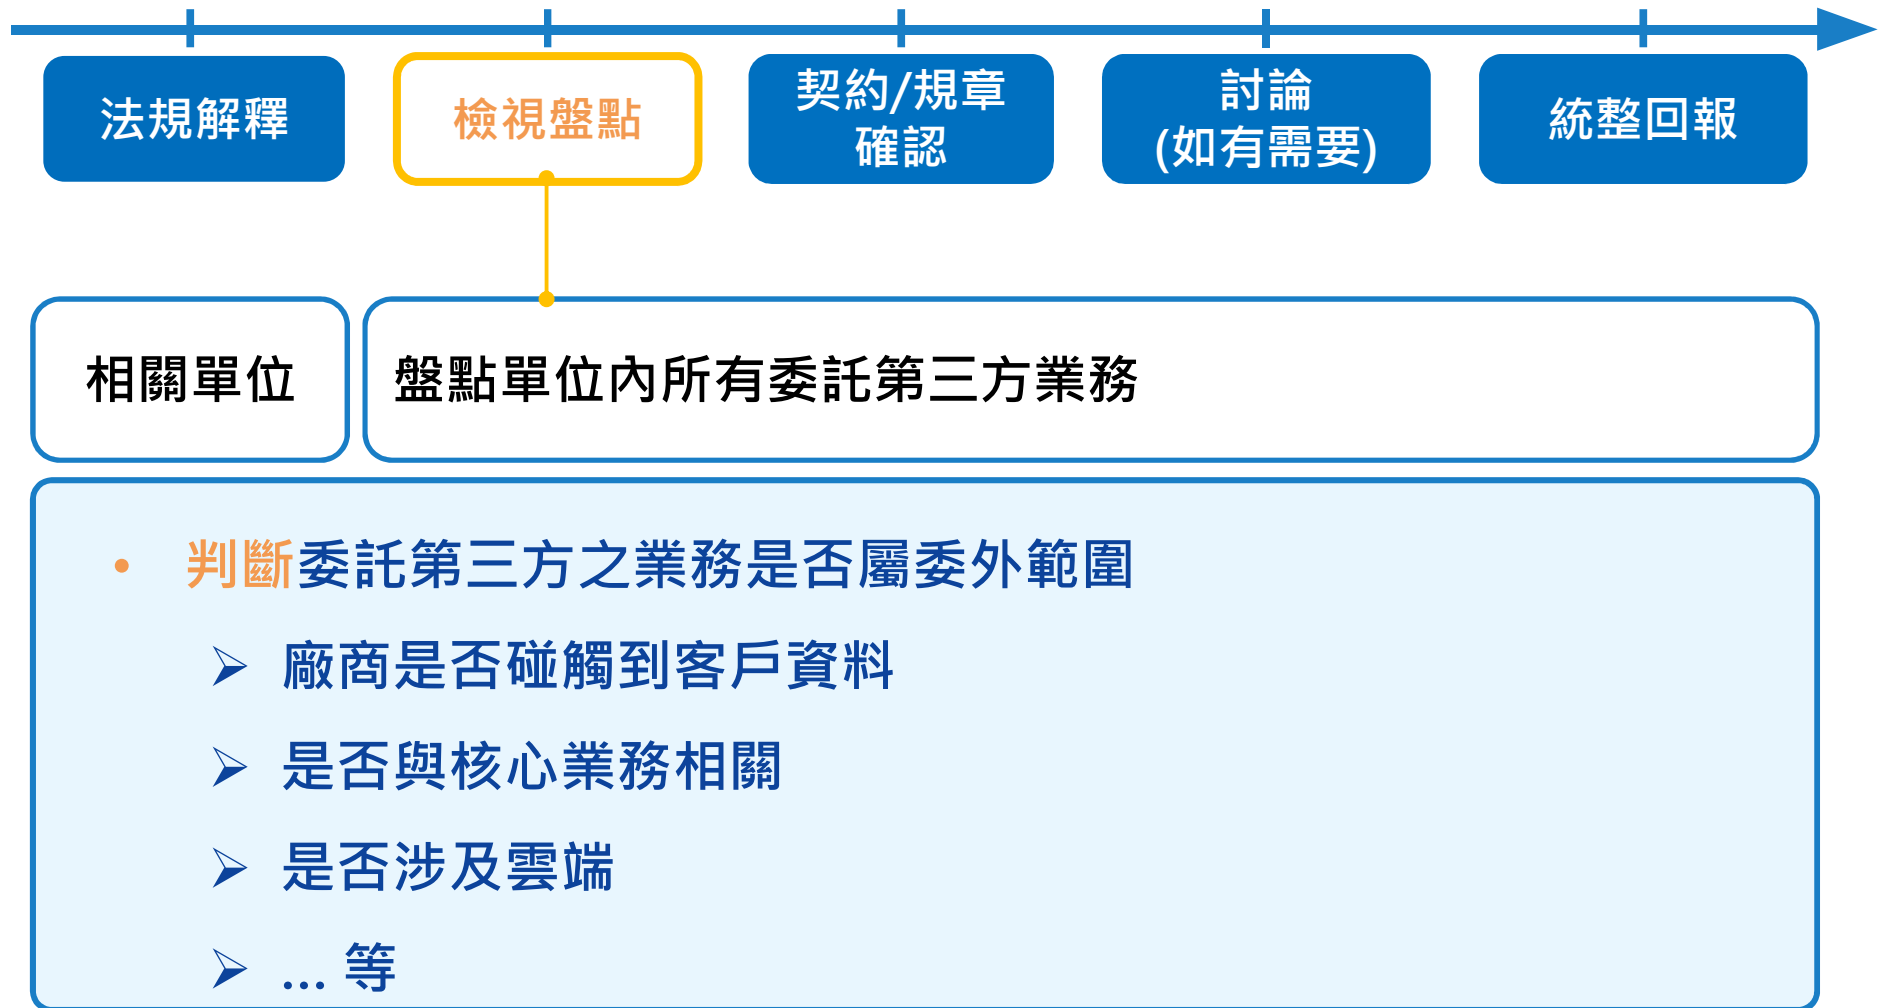 法規解釋
檢視盤點
契約/規章
確認
討論
(如有需要)
統整回報
相關單位
盤點單位內所有委託第三方業務
• 判斷委託第三方之業務是否屬委外範圍
➢ 廠商是否碰觸到客戶資料
➢ 是否與核心業務相關
➢ 是否涉及雲端
➢ ... 等